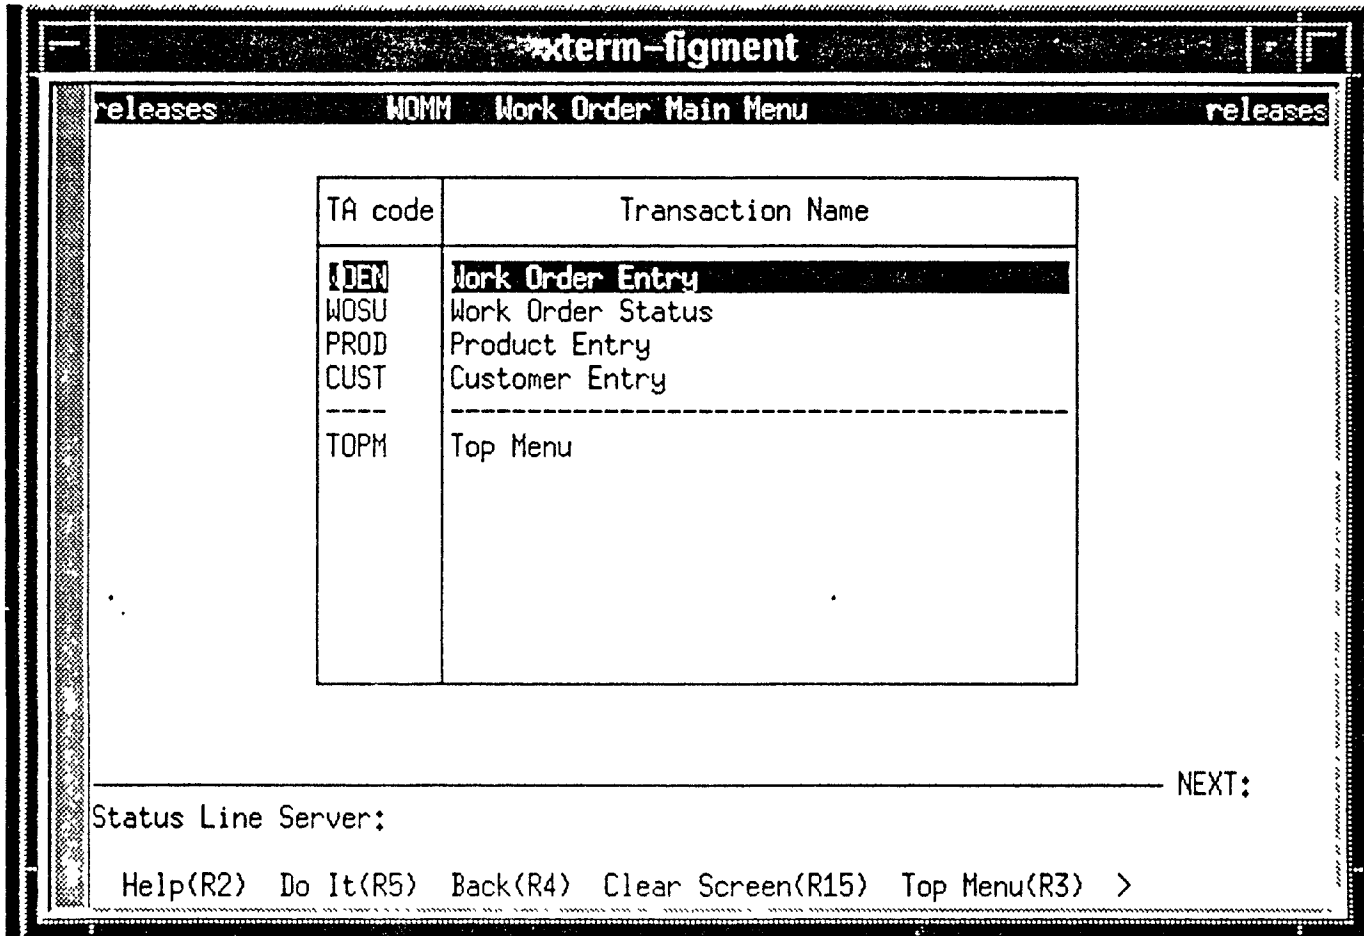 xterm-figment
releases WOMM Work Order Main Menu releases
TA code Transaction Name
WOEN Work Order Entry
WOSU Work Order Status
PROD Product Entry
CUST Customer Entry
---- ----------------------------------------
TOPM Top Menu
NEXT:
Status Line Server:
Help(R2) Do It(R5) Back(R4) Clear Screen(R15) Top Menu(R3) >